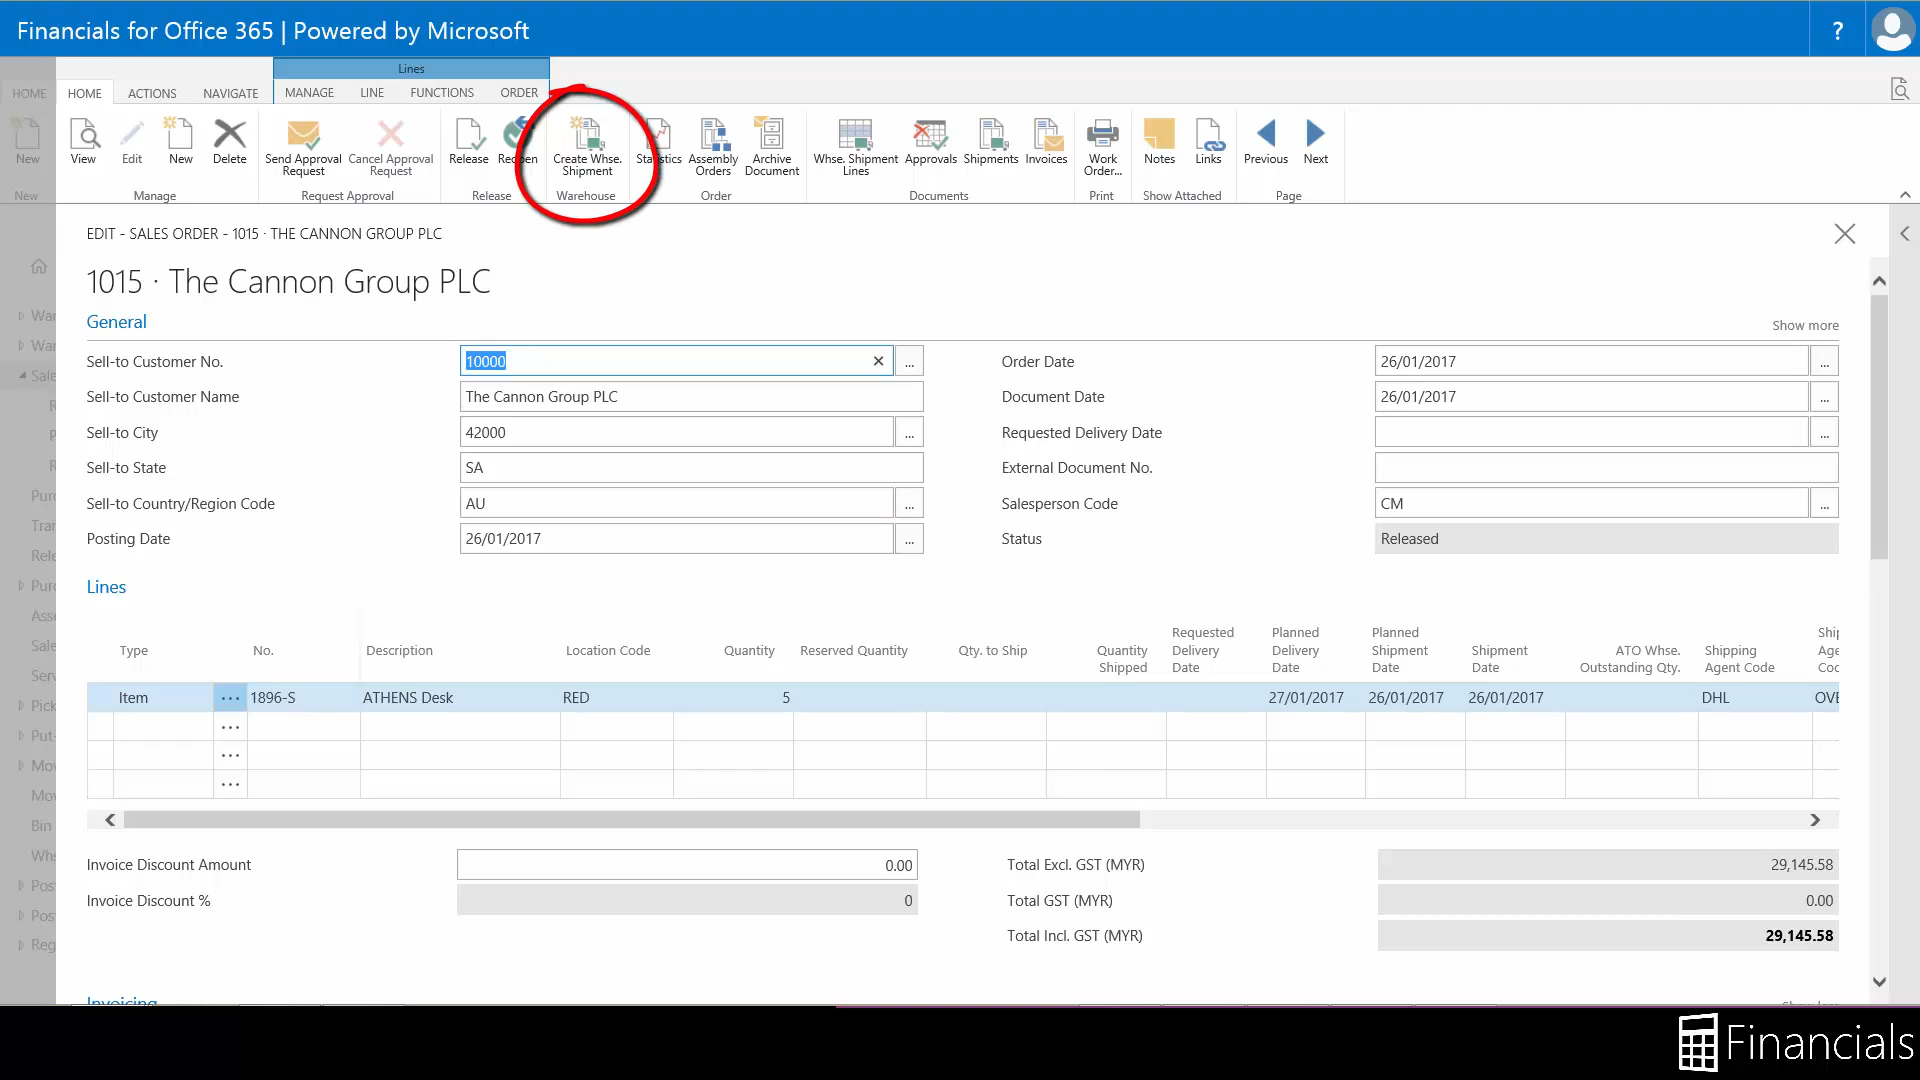 Financials for Office 365 | Powered by Microsoft
?
Lines
HOME HOME ACTIONS NAVIGATE MANAGE LINE FUNCTIONS ORDER
New View Edit New Delete Send Approval Request Cancel Approval Request Release Reopen Create Whse. Shipment Statistics Assembly Orders Archive Document Whse. Shipment Lines Approvals Shipments Invoices Work Order... Notes Links Previous Next
New Manage Request Approval Release Warehouse Order Documents Print Show Attached Page
EDIT - SALES ORDER - 1015 · THE CANNON GROUP PLC
1015 · The Cannon Group PLC
General
Show more
Sell-to Customer No. 10000 ... Order Date 26/01/2017 ...
Sell-to Customer Name The Cannon Group PLC Document Date 26/01/2017 ...
Sell-to City 42000 ... Requested Delivery Date ...
Sell-to State SA External Document No.
Sell-to Country/Region Code AU ... Salesperson Code CM ...
Posting Date 26/01/2017 ... Status Released
Lines
Type No. Description Location Code Quantity Reserved Quantity Qty. to Ship Quantity Shipped Requested Delivery Date Planned Delivery Date Planned Shipment Date Shipment Date ATO Whse. Outstanding Qty. Shipping Agent Code
Item ... 1896-S ATHENS Desk RED 5 27/01/2017 26/01/2017 26/01/2017 DHL
...
...
...
Invoice Discount Amount 0.00 Total Excl. GST (MYR) 29,145.58
Invoice Discount % 0 Total GST (MYR) 0.00
Total Incl. GST (MYR) 29,145.58
Invoicing
Financials